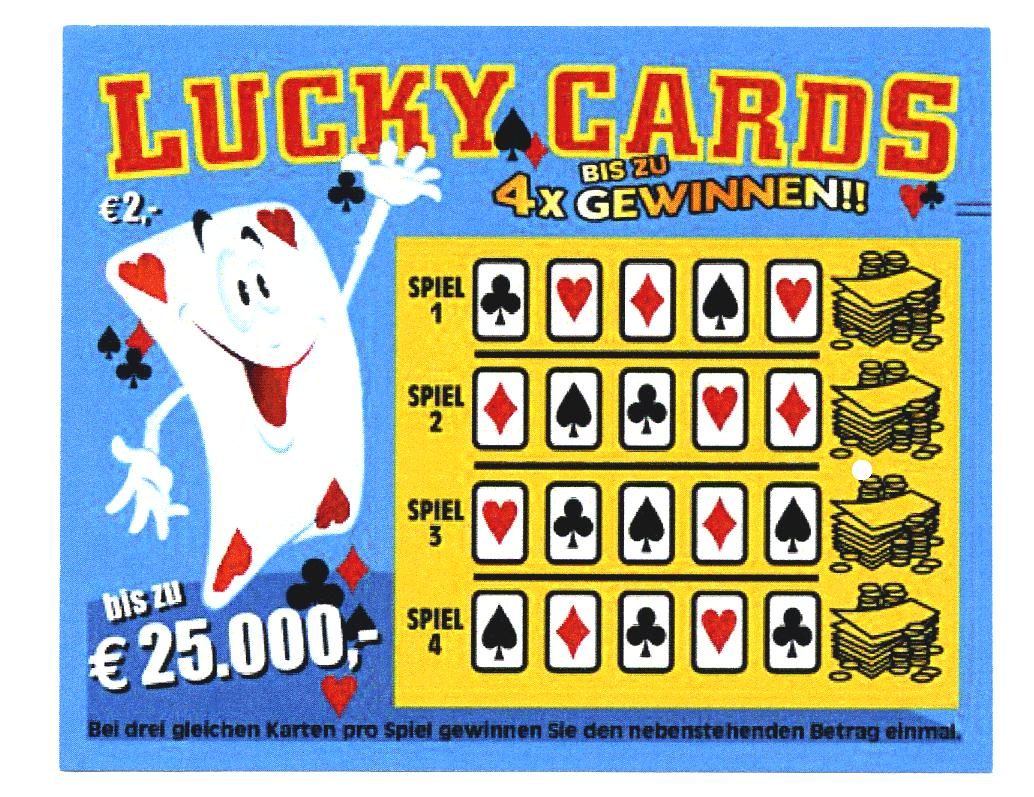 LUCKY CARDS
BIS ZU
4X GEWINNEN!!
€2,-
SPIEL
1
SPIEL
2
SPIEL
3
SPIEL
4
bis zu
€ 25.000,-
Bei drei gleichen Karten pro Spiel gewinnen Sie den nebenstehenden Betrag einmal.